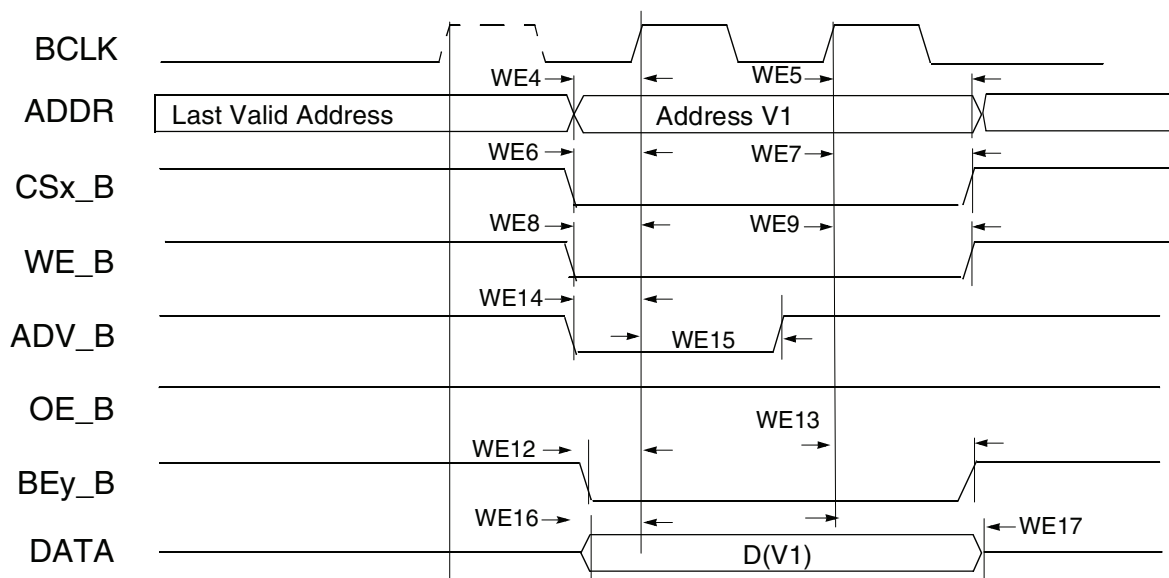 BCLK
WE4 WE5
ADDR Last Valid Address Address V1
WE6 WE7
CSx_B
WE8 WE9
WE_B
WE14
ADV_B WE15
OE_B
WE13
WE12
BEy_B
WE16 WE17
DATA D(V1)